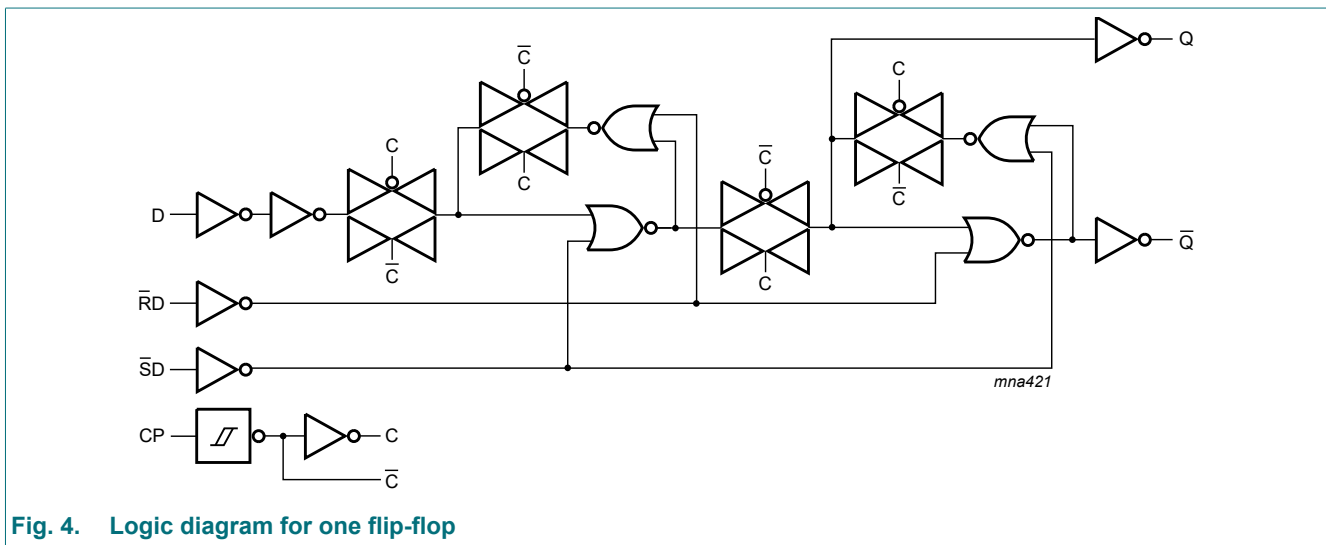 C̅
Q
C
C
C̅
D
C
C̅
C̅
C
Q̅
R̅D
S̅D
mna421
CP
C
C̅
Fig. 4. Logic diagram for one flip-flop